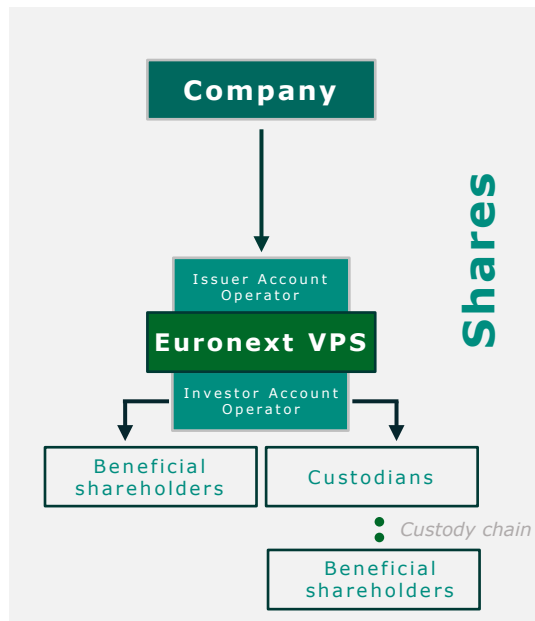 Company
Shares
Issuer Account
Operator
Euronext VPS
Investor Account
Operator
Beneficial
shareholders
Custodians
Custody chain
Beneficial
shareholders